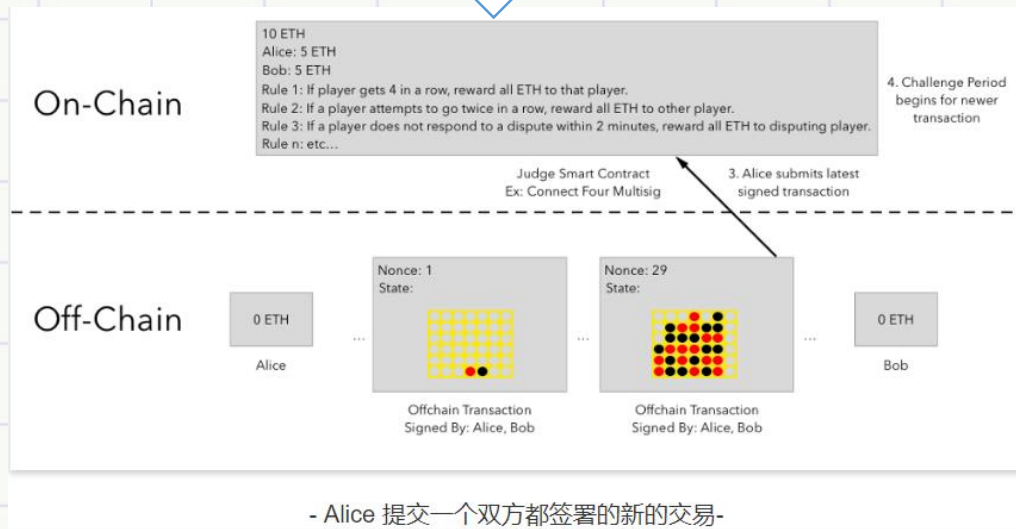 On-Chain
10 ETH
Alice: 5 ETH
Bob: 5 ETH
Rule 1: If player gets 4 in a row, reward all ETH to that player.
Rule 2: If a player attempts to go twice in a row, reward all ETH to other player.
Rule 3: If a player does not respond to a dispute within 2 minutes, reward all ETH to disputing player.
Rule n: etc...
4. Challenge Period
begins for newer
transaction
Judge Smart Contract
Ex: Connect Four Multisig
3. Alice submits latest
signed transaction
Off-Chain
0 ETH
Alice
...
Nonce: 1
State:
Offchain Transaction
Signed By: Alice, Bob
...
Nonce: 29
State:
Offchain Transaction
Signed By: Alice, Bob
...
0 ETH
Bob
- Alice 提交一个双方都签署的新的交易-